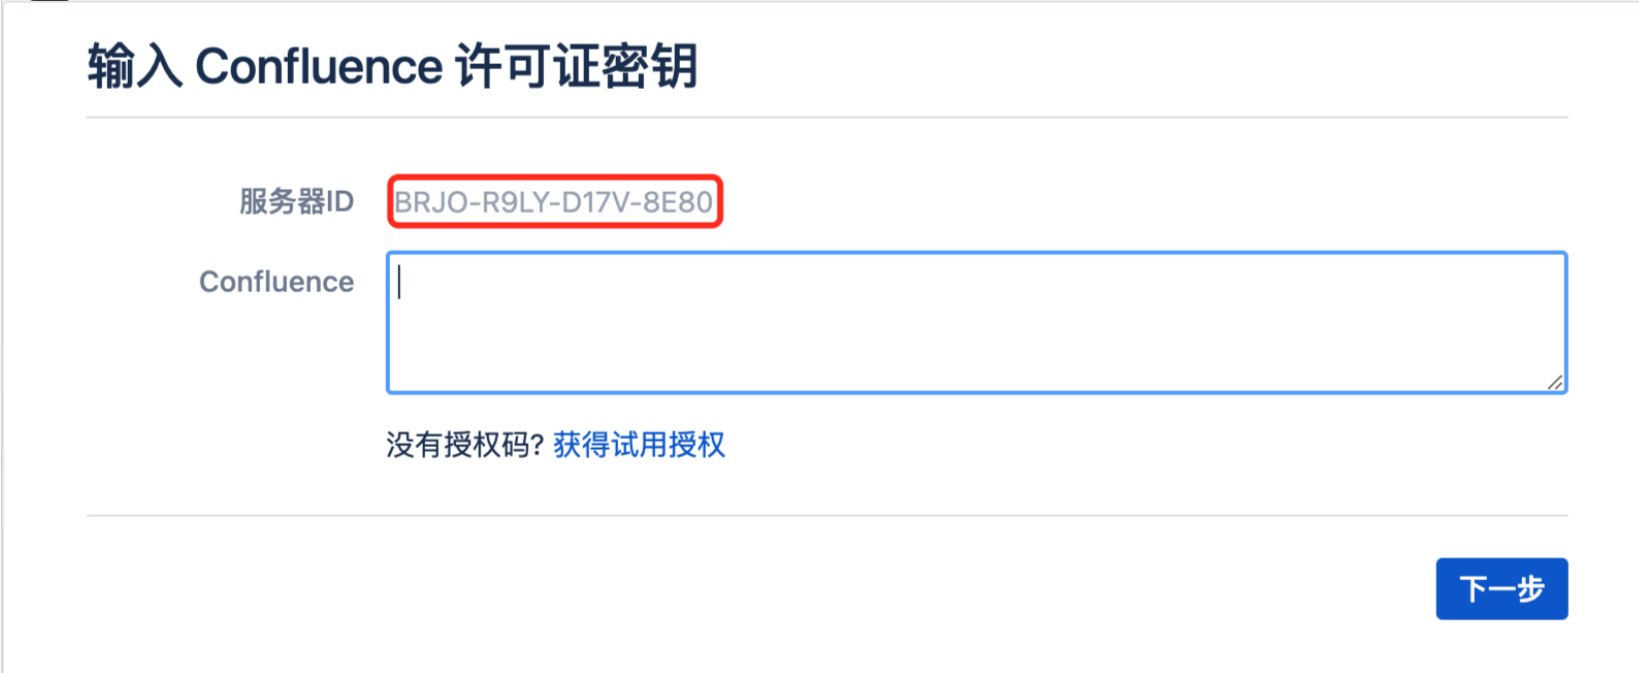 输入 Confluence 许可证密钥
服务器ID BRJO-R9LY-D17V-8E80
Confluence
没有授权码? 获得试用授权
下一步